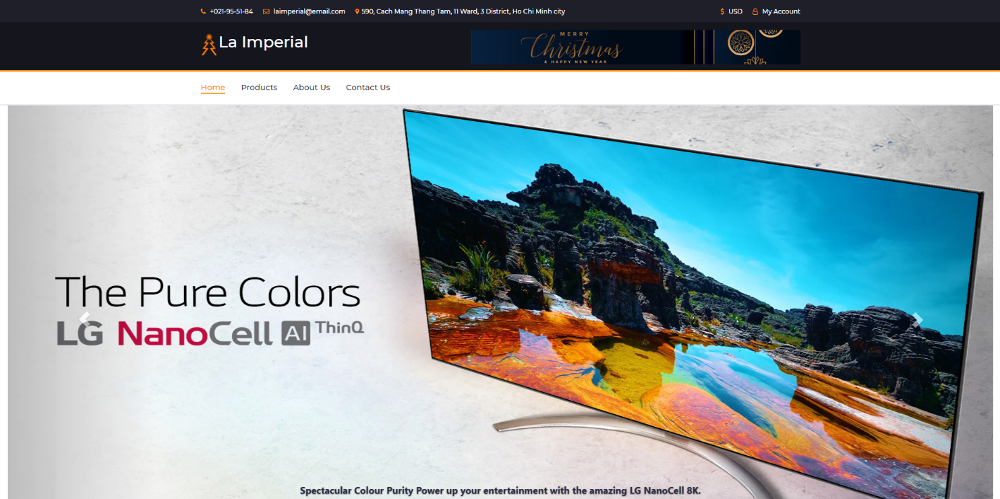 +021-95-51-84 laimperial@email.com 590, Cach Mang Thang Tam, 11 Ward, 3 District, Ho Chi Minh city $ USD My Account
La Imperial
MERRY
Christmas
& HAPPY NEW YEAR
Home Products About Us Contact Us
The Pure Colors
LG NanoCell AI ThinQ
Spectacular Colour Purity Power up your entertainment with the amazing LG NanoCell 8K.